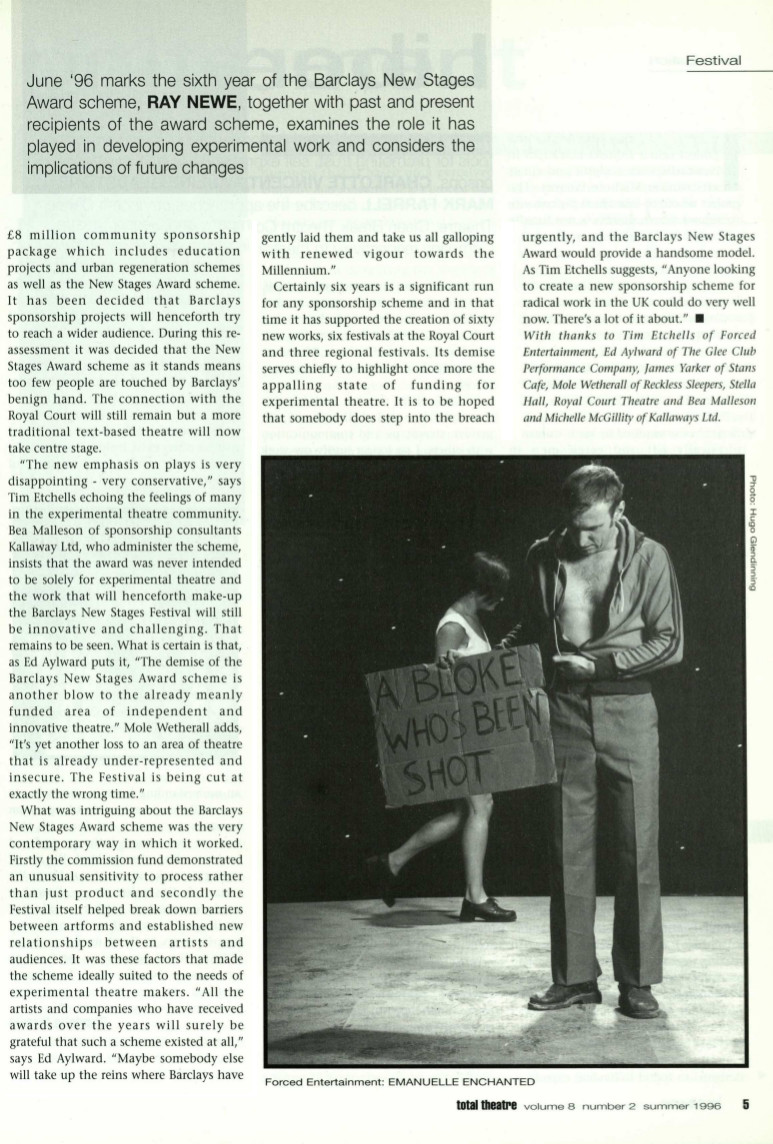 Festival
June ‘96 marks the sixth year of the Barclays New Stages
Award scheme, RAY NEWE, together with past and present
recipients of the award scheme, examines the role it has
played in developing experimental work and considers the
implications of future changes
£8 million community sponsorship
package which includes education
projects and urban regeneration schemes
as well as the New Stages Award scheme.
It has been decided that Barclays
sponsorship projects will henceforth try
to reach a wider audience. During this re-
assessment it was decided that the New
Stages Award scheme as it stands means
too few people are touched by Barclays'
benign hand. The connection with the
Royal Court will still remain but a more
traditional text-based theatre will now
take centre stage.
"The new emphasis on plays is very
disappointing - very conservative," says
Tim Etchells echoing the feelings of many
in the experimental theatre community.
Bea Malleson of sponsorship consultants
Kallaway Ltd, who administer the scheme,
insists that the award was never intended
to be solely for experimental theatre and
the work that will henceforth make-up
the Barclays New Stages Festival will still
be innovative and challenging. That
remains to be seen. What is certain is that,
as Ed Aylward puts it, "The demise of the
Barclays New Stages Award scheme is
another blow to the already meanly
funded area of independent and
innovative theatre." Mole Wetherall adds,
"It's yet another loss to an area of theatre
that is already under-represented and
insecure. The Festival is being cut at
exactly the wrong time."
What was intriguing about the Barclays
New Stages Award scheme was the very
contemporary way in which it worked.
Firstly the commission fund demonstrated
an unusual sensitivity to process rather
than just product and secondly the
Festival itself helped break down barriers
between artforms and established new
relationships between artists and
audiences. It was these factors that made
the scheme ideally suited to the needs of
experimental theatre makers. "All the
artists and companies who have received
awards over the years will surely be
grateful that such a scheme existed at all,"
says Ed Aylward. "Maybe somebody else
will take up the reins where Barclays have
gently laid them and take us all galloping
with renewed vigour towards the
Millennium."
Certainly six years is a significant run
for any sponsorship scheme and in that
time it has supported the creation of sixty
new works, six festivals at the Royal Court
and three regional festivals. Its demise
serves chiefly to highlight once more the
appalling state of funding for
experimental theatre. It is to be hoped
that somebody does step into the breach
urgently, and the Barclays New Stages
Award would provide a handsome model.
As Tim Etchells suggests, "Anyone looking
to create a new sponsorship scheme for
radical work in the UK could do very well
now. There's a lot of it about." ■
With thanks to Tim Etchells of Forced
Entertainment, Ed Aylward of The Glee Club
Performance Company, James Yarker of Stans
Cafe, Mole Wetherall of Reckless Sleepers, Stella
Hall, Royal Court Theatre and Bea Malleson
and Michelle McGillity of Kallaways Ltd.
A BLOKE
WHO'S BEEN
SHOT
Photo: Hugo Glendinning
Forced Entertainment: EMANUELLE ENCHANTED
total theatre volume 8 number 2 summer 1996 5